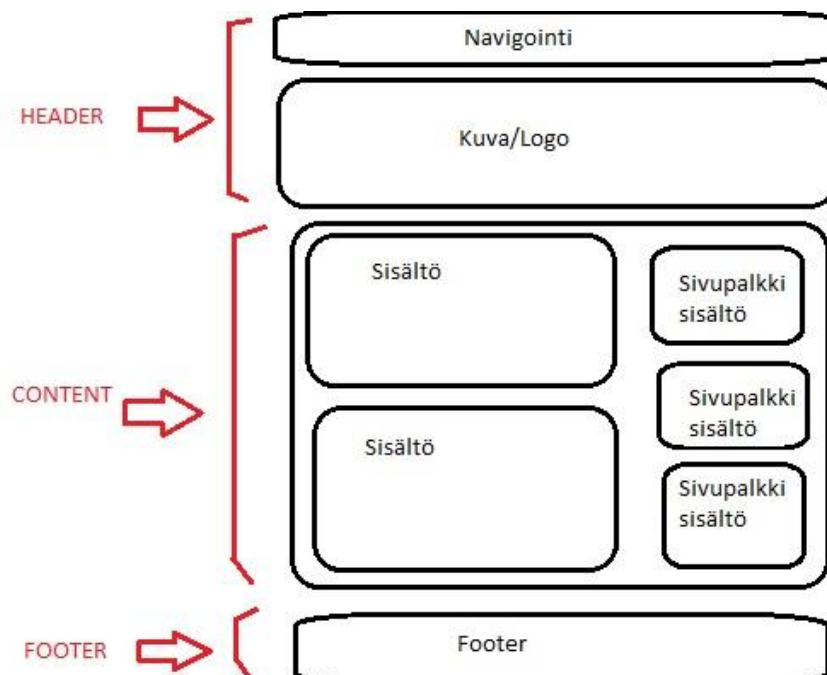 Navigointi
HEADER
Kuva/Logo
Sisältö
Sivupalkki
sisältö
CONTENT
Sivupalkki
sisältö
Sisältö
Sivupalkki
sisältö
FOOTER
Footer